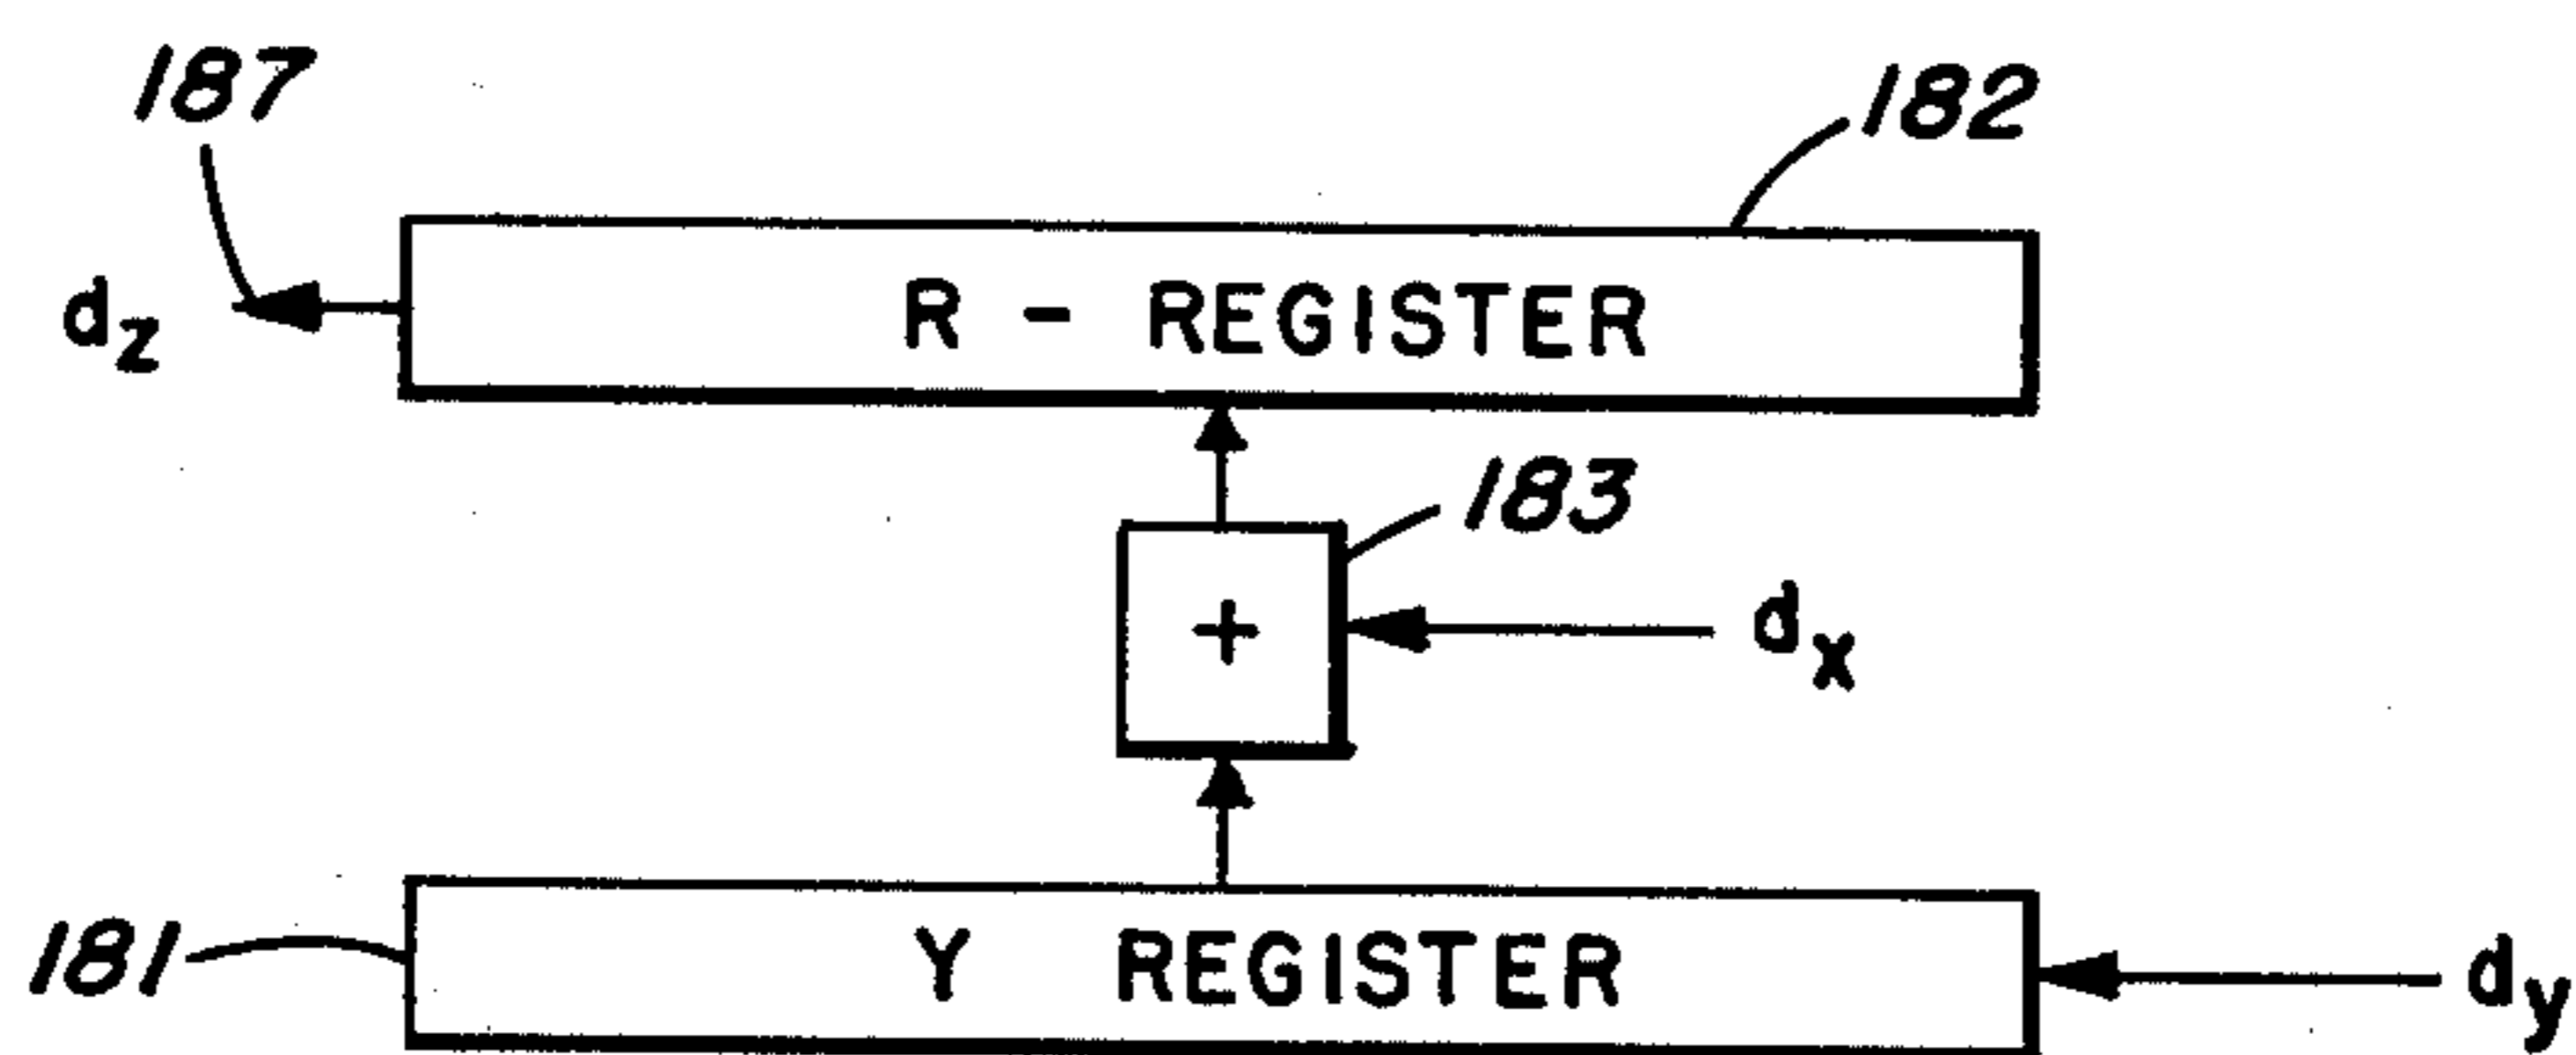 187
182
dz
R - REGISTER
183
+
dx
181
Y REGISTER
dy